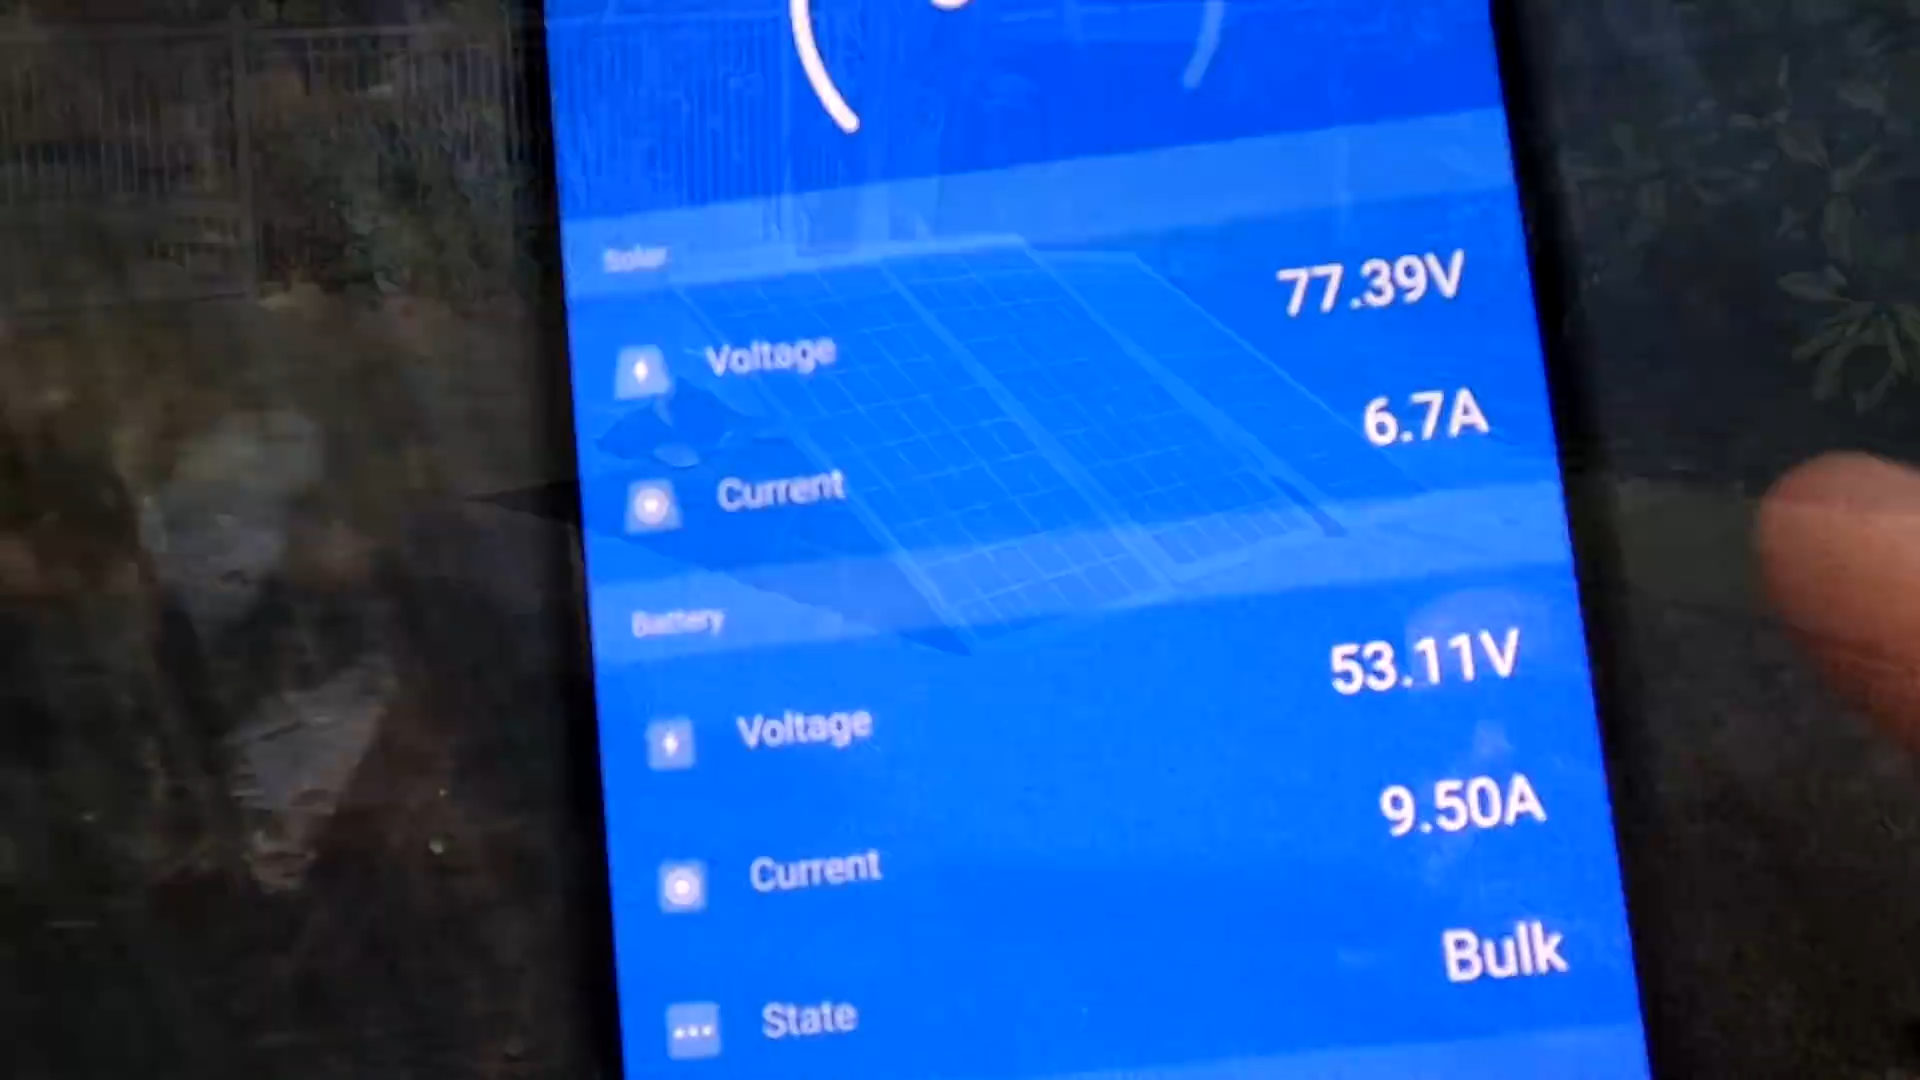 Solar
Voltage 77.39V
Current 6.7A
Battery
Voltage 53.11V
Current 9.50A
State Bulk